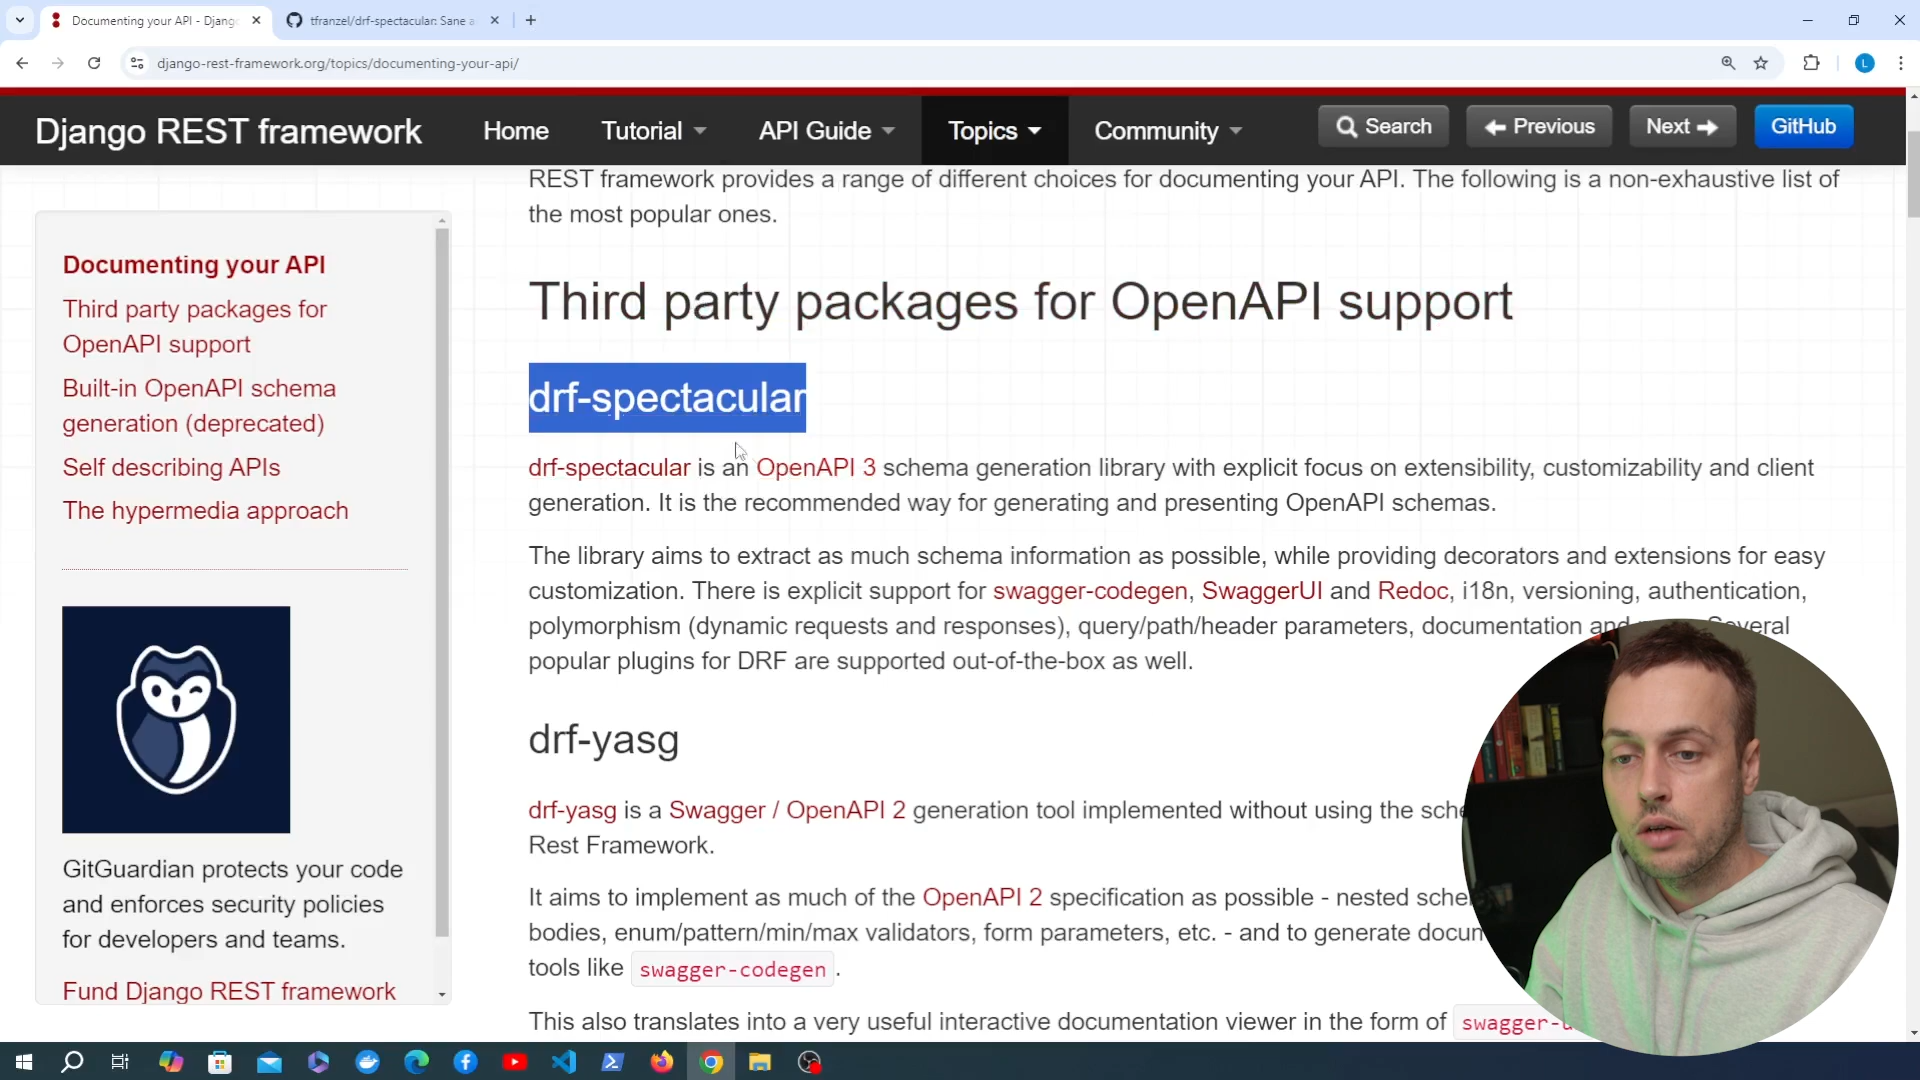 Documenting your API - Django
tfranzel/drf-spectacular: Sane a
django-rest-framework.org/topics/documenting-your-api/
L
Django REST framework
Home
Tutorial
API Guide
Topics
Community
Search
Previous
Next
GitHub
Documenting your API
Third party packages for
OpenAPI support
Built-in OpenAPI schema
generation (deprecated)
Self describing APIs
The hypermedia approach
GitGuardian protects your code
and enforces security policies
for developers and teams.
Fund Django REST framework
REST framework provides a range of different choices for documenting your API. The following is a non-exhaustive list of
the most popular ones.
Third party packages for OpenAPI support
drf-spectacular
drf-spectacular is an OpenAPI 3 schema generation library with explicit focus on extensibility, customizability and client
generation. It is the recommended way for generating and presenting OpenAPI schemas.
The library aims to extract as much schema information as possible, while providing decorators and extensions for easy
customization. There is explicit support for swagger-codegen, SwaggerUI and Redoc, i18n, versioning, authentication,
polymorphism (dynamic requests and responses), query/path/header parameters, documentation and Several
popular plugins for DRF are supported out-of-the-box as well.
drf-yasg
drf-yasg is a Swagger / OpenAPI 2 generation tool implemented without using the
Rest Framework.
It aims to implement as much of the OpenAPI 2 specification as possible - nested
bodies, enum/pattern/min/max validators, form parameters, etc. - and to generate
tools like swagger-codegen.
This also translates into a very useful interactive documentation viewer in the form of